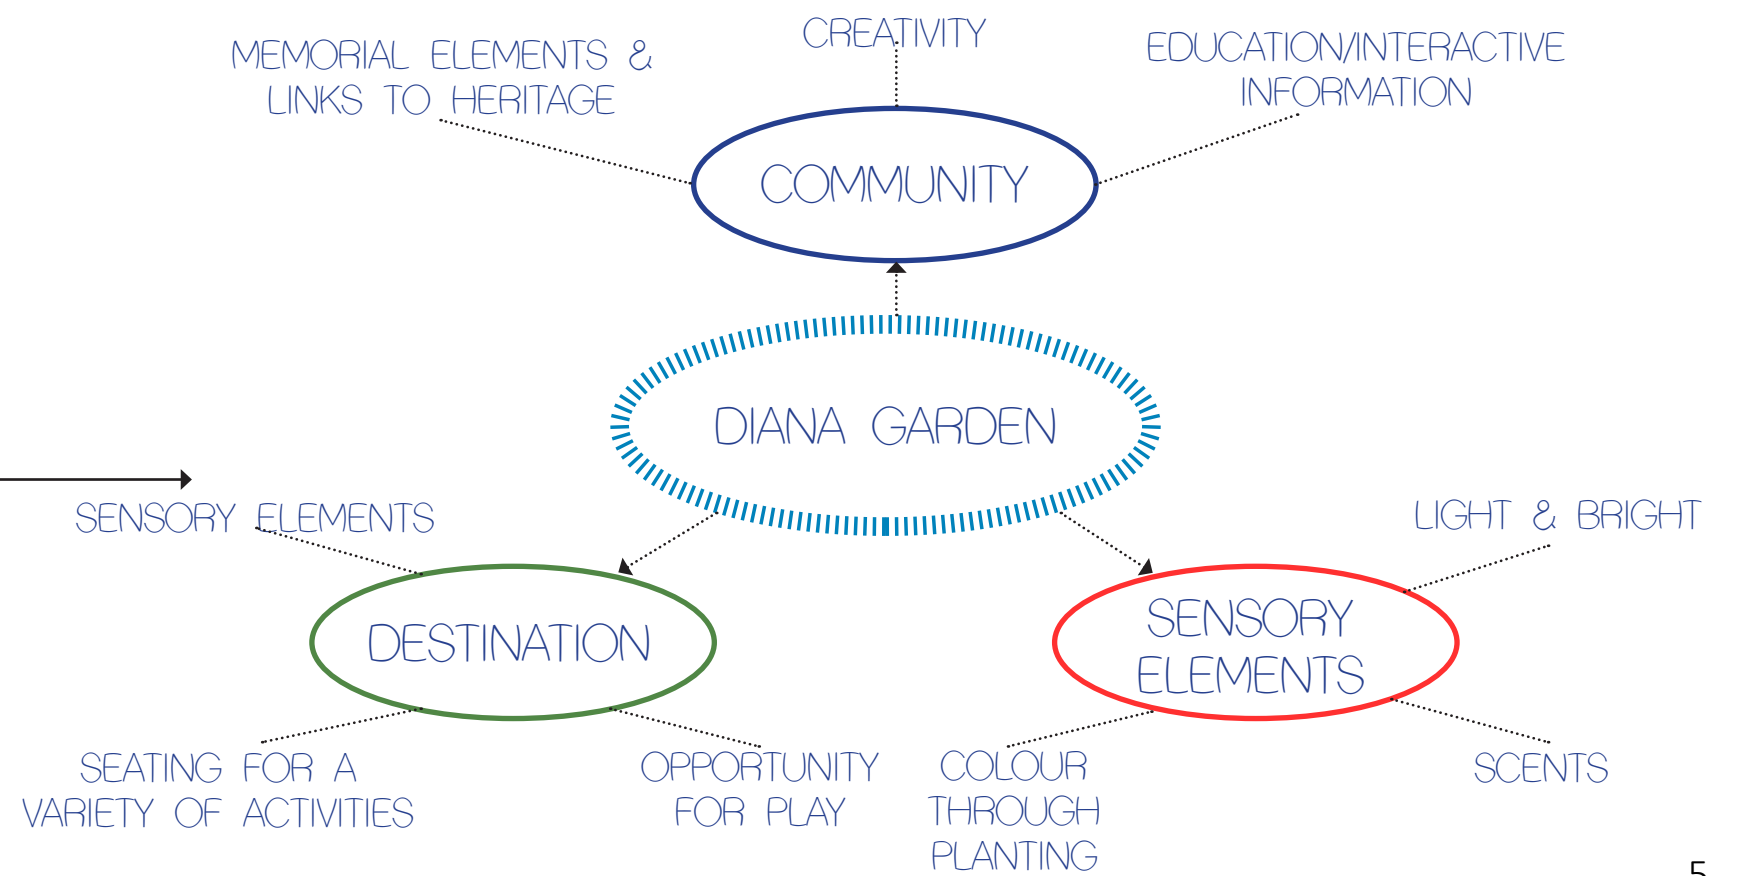 CREATIVITY
MEMORIAL ELEMENTS &
LINKS TO HERITAGE
EDUCATION/INTERACTIVE
INFORMATION
COMMUNITY
DIANA GARDEN
SENSORY ELEMENTS
LIGHT & BRIGHT
DESTINATION
SENSORY
ELEMENTS
SEATING FOR A
VARIETY OF ACTIVITIES
OPPORTUNITY
FOR PLAY
COLOUR
THROUGH
PLANTING
SCENTS
5